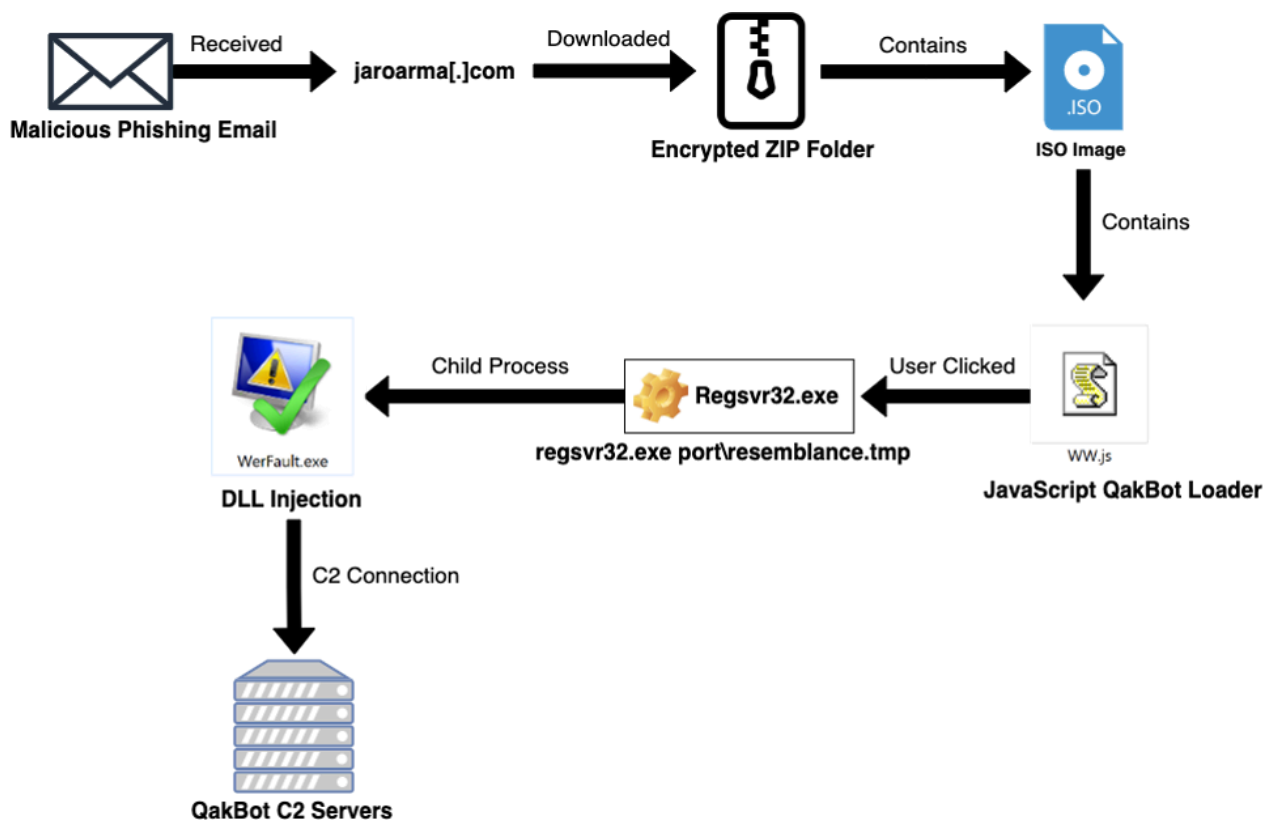 Received
Downloaded
Contains
jaroarma[.]com
.ISO
Malicious Phishing Email
Encrypted ZIP Folder
ISO Image
Contains
Child Process
User Clicked
Regsvr32.exe
WerFault.exe
regsvr32.exe port\resemblance.tmp
WW.js
DLL Injection
JavaScript QakBot Loader
C2 Connection
QakBot C2 Servers